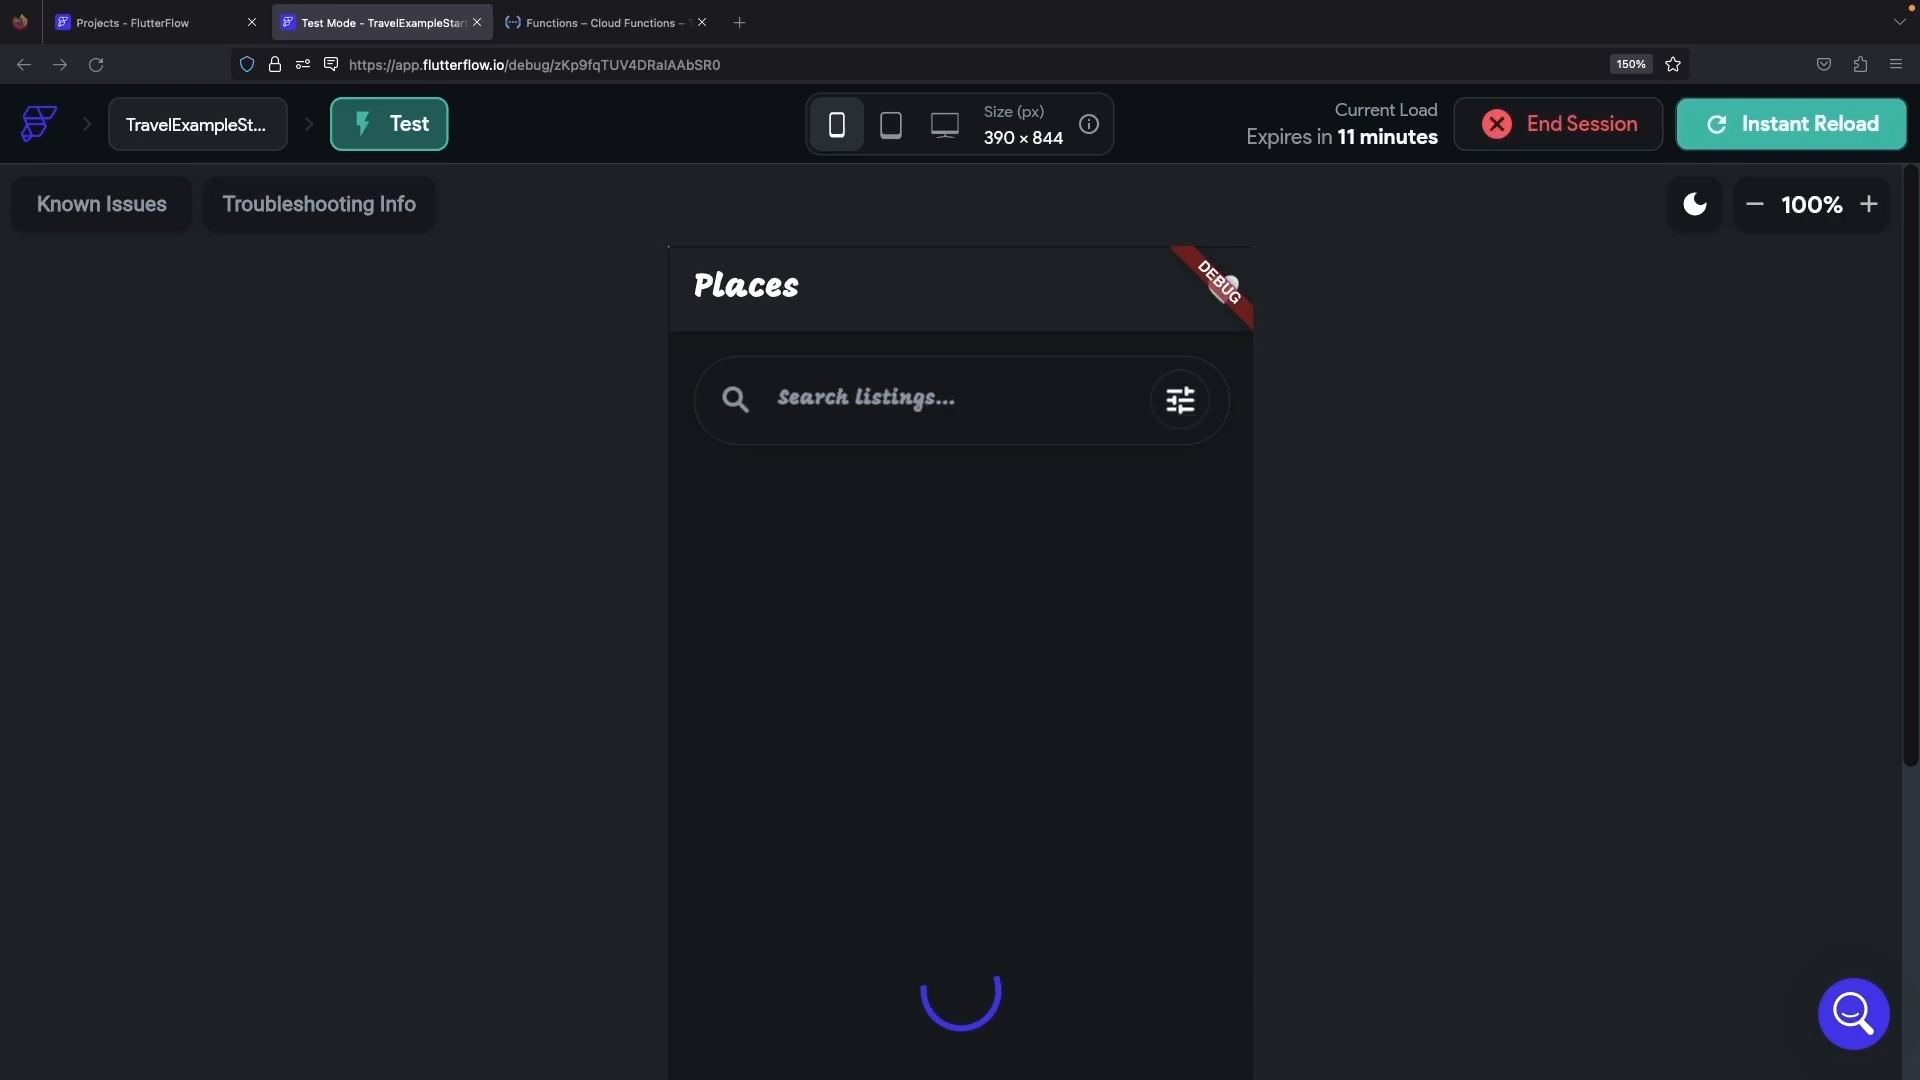 Projects - FlutterFlow
Test Mode - TravelExampleStar
Functions – Cloud Functions –
https://app.flutterflow.io/debug/zKp9fqTUV4DRaIAAbSR0
150%
TravelExampleSt...
Test
Size (px)
390 × 844
Current Load
Expires in 11 minutes
End Session
Instant Reload
Known Issues
Troubleshooting Info
100%
Places
DEBUG
Search listings...